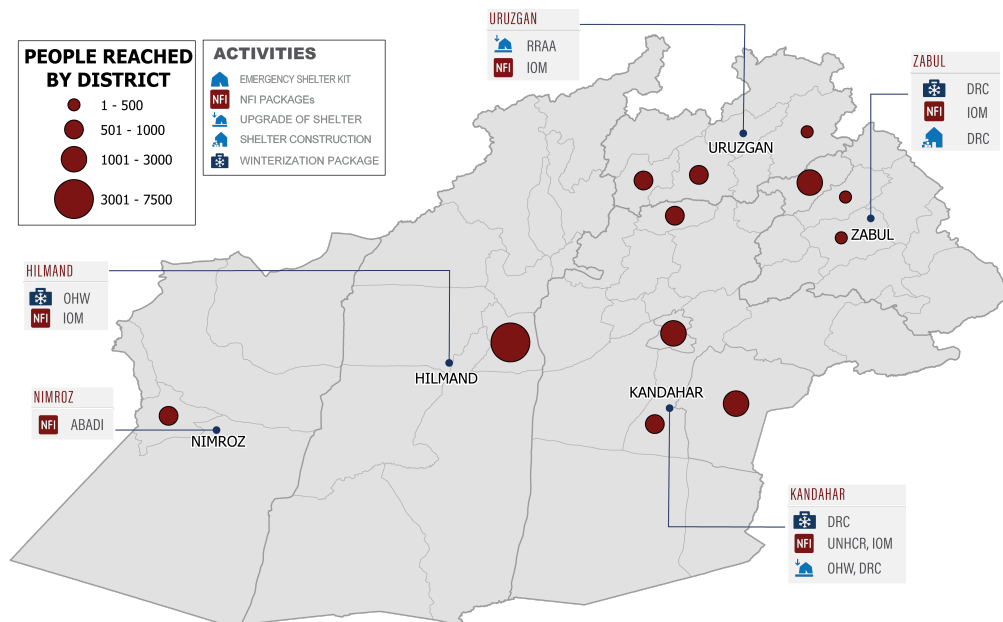 PEOPLE REACHED
BY DISTRICT
1 - 500
501 - 1000
1001 - 3000
3001 - 7500
ACTIVITIES
EMERGENCY SHELTER KIT
NFI NFI PACKAGEs
UPGRADE OF SHELTER
SHELTER CONSTRUCTION
WINTERIZATION PACKAGE
URUZGAN
RRAA
NFI IOM
ZABUL
DRC
NFI IOM
DRC
URUZGAN
ZABUL
HILMAND
OHW
NFI IOM
HILMAND
NIMROZ
NFI ABADI
NIMROZ
KANDAHAR
KANDAHAR
DRC
NFI UNHCR, IOM
OHW, DRC